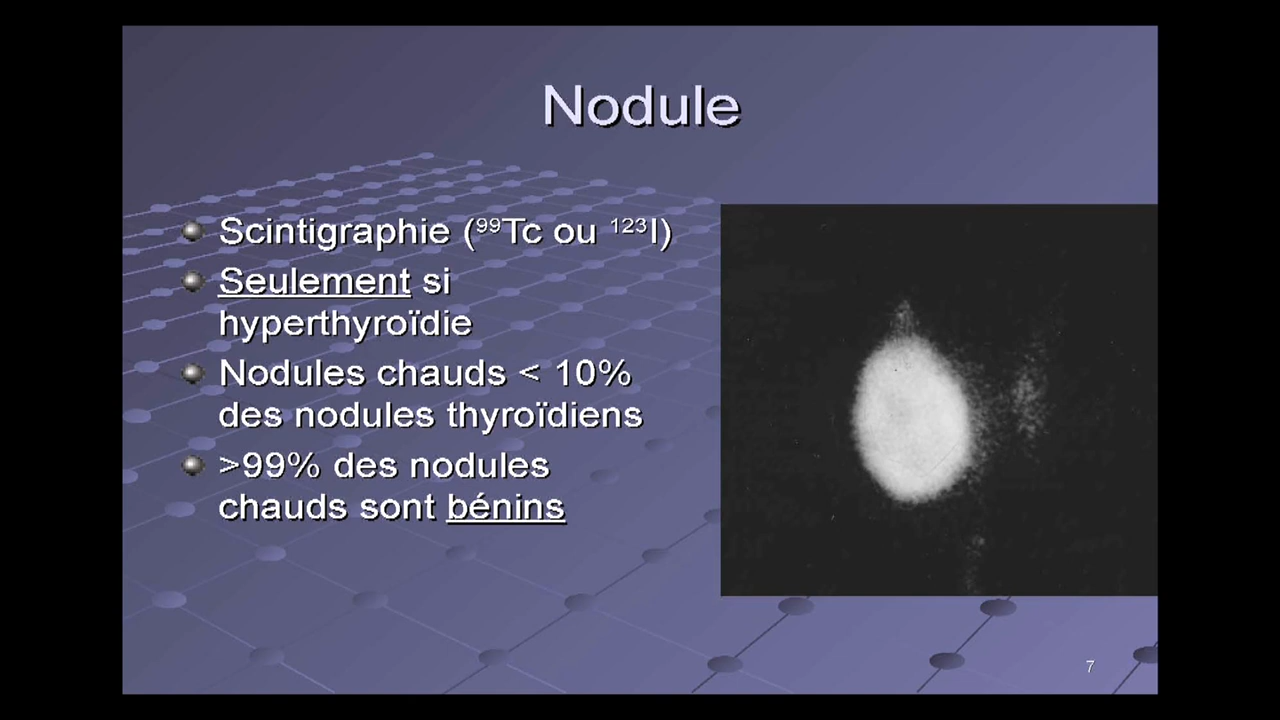 Nodule
Scintigraphie (⁹⁹Tc ou ¹²³I)
Seulement si
hyperthyroïdie
Nodules chauds < 10%
des nodules thyroïdiens
>99% des nodules
chauds sont bénins
7